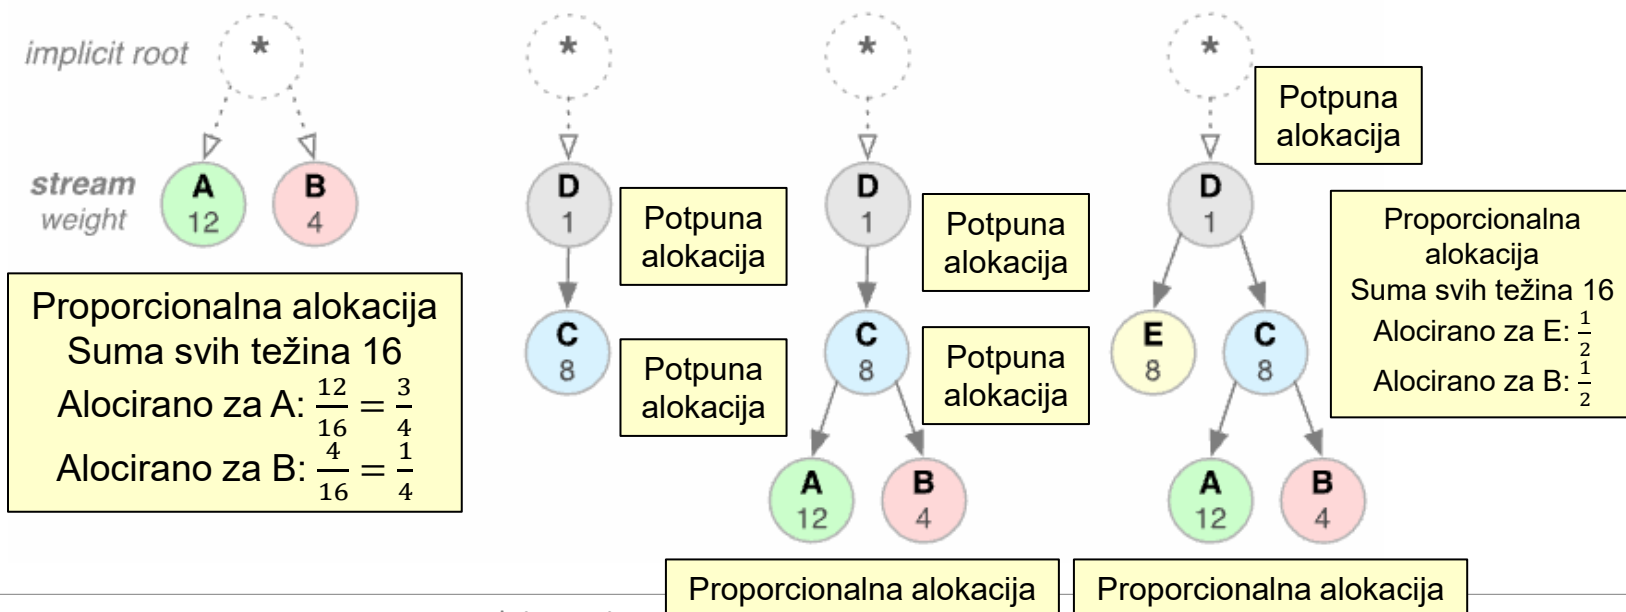 implicit root
*
*
*
*
Potpuna
alokacija
stream
weight
A
12
B
4
D
1
D
1
D
1
Potpuna
alokacija
Potpuna
alokacija
Proporcionalna
alokacija
Suma svih težina 16
Alocirano za E: 1/2
Alocirano za B: 1/2
Proporcionalna alokacija
Suma svih težina 16
Alocirano za A: 12/16 = 3/4
Alocirano za B: 4/16 = 1/4
C
8
C
8
E
8
C
8
Potpuna
alokacija
Potpuna
alokacija
A
12
B
4
A
12
B
4
Proporcionalna alokacija
Proporcionalna alokacija